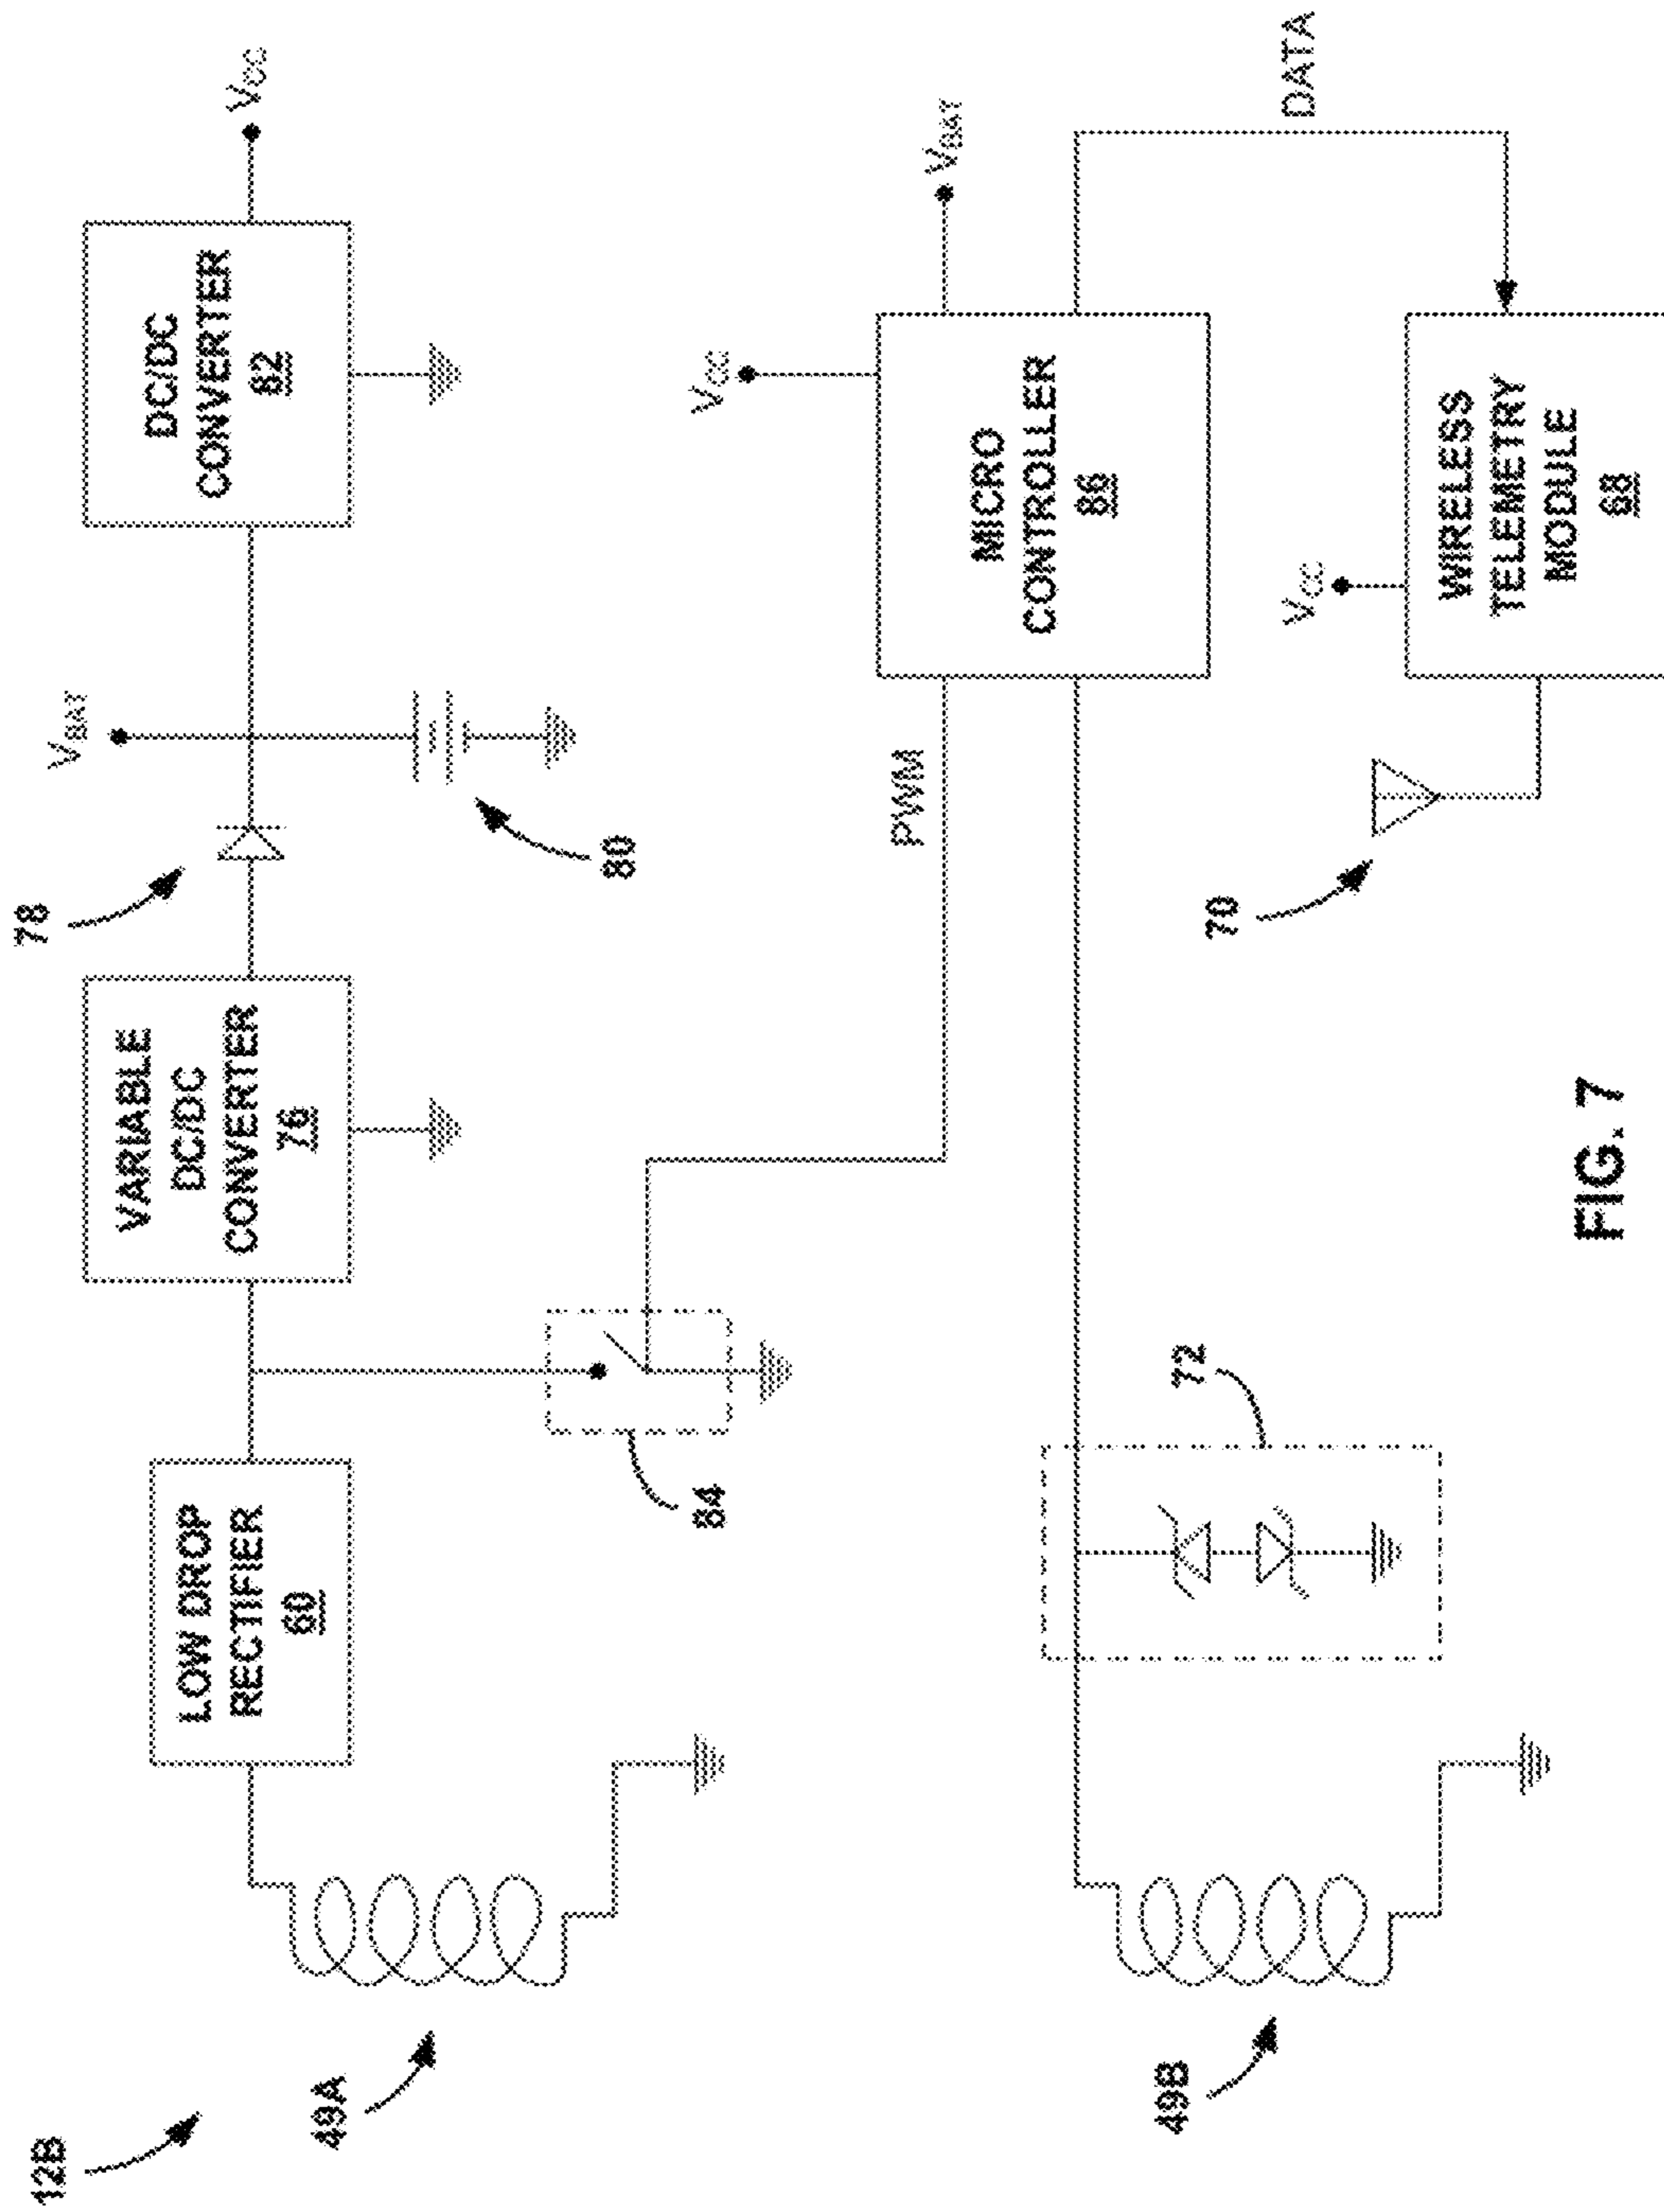 12B
49A
LOW DROP
RECTIFIER
60
84
VARIABLE
DC/DC
CONVERTER
76
78
VBAT
80
DC/DC
CONVERTER
82
VCC
49B
72
PWM
VCC
MICRO
CONTROLLER
86
VBAT
DATA
70
VCC
WIRELESS
TELEMETRY
MODULE
68
FIG. 7